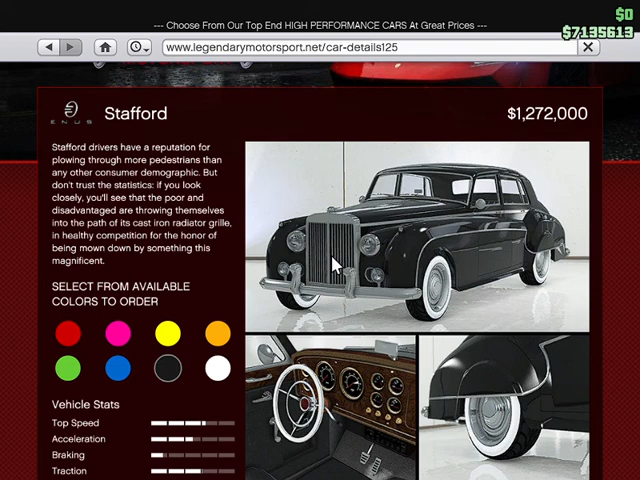 --- Choose From Our Top End HIGH PERFORMANCE CARS At Great Prices ---
$0
$7135613
www.legendarymotorsport.net/car-details125
ENUS
Stafford
$1,272,000
Stafford drivers have a reputation for
plowing through more pedestrians than
any other consumer demographic. But
don't trust the statistics: if you look
closely, you'll see that the poor and
disadvantaged are throwing themselves
into the path of its cast iron radiator grille,
in healthy competition for the honor of
being mown down by something this
magnificent.
SELECT FROM AVAILABLE
COLORS TO ORDER
Vehicle Stats
Top Speed
Acceleration
Braking
Traction